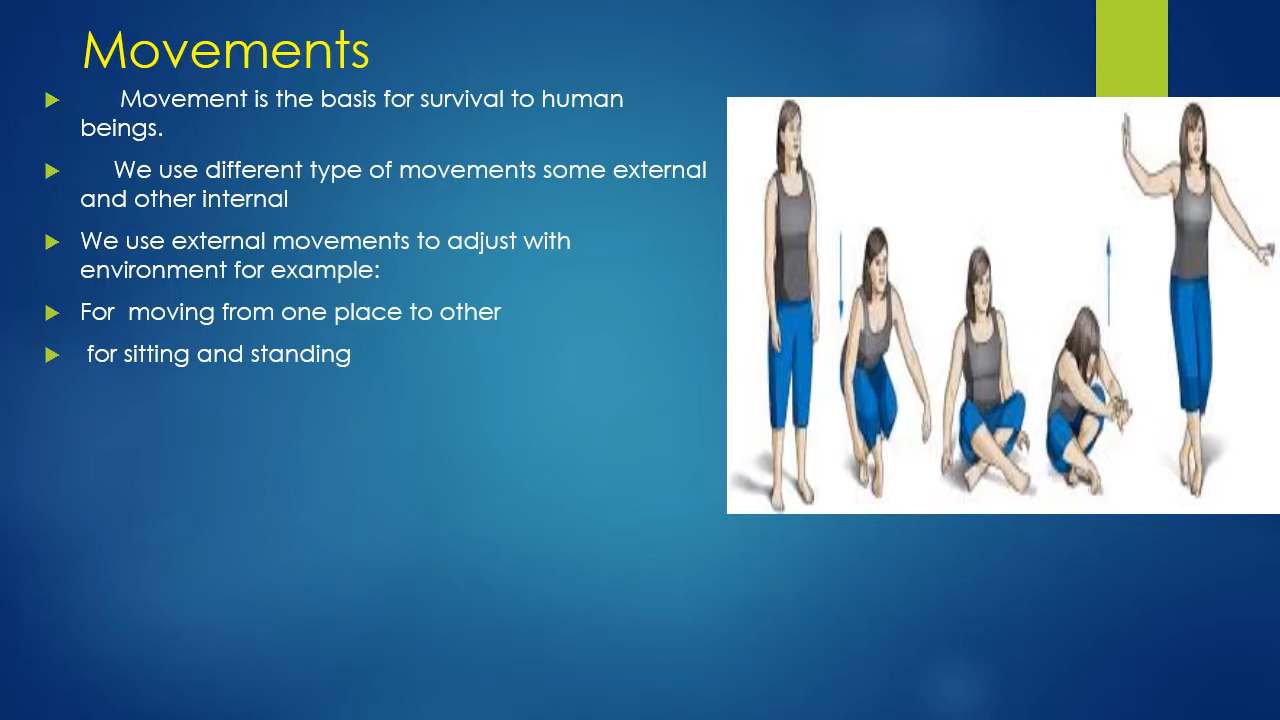 Movements
Movement is the basis for survival to human
beings.
We use different type of movements some external
and other internal
We use external movements to adjust with
environment for example:
For  moving from one place to other
for sitting and standing